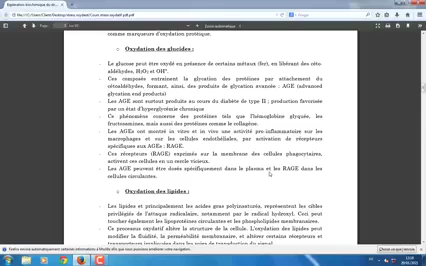 comme marqueurs d'oxydation protéique.
o Oxydation des glucides :
- Le glucose peut être oxydé en présence de certains métaux (fer), en libérant des céto-
aldéhydes, H2O2 et OH°.
- Ces composés entraînent la glycation des protéines par attachement du
cétoaldéhydes, formant, ainsi, des produits de glycation avancée : AGE (advanced
glycation end products)
- Les AGE sont surtout produits au cours du diabète de type II ; production favorisée
par un état d'hyperglycémie chronique
- Ce phénomène concerne des protéines tels que l'hémoglobine glyquée, les
fructosamines, mais aussi des protéines comme le collagène.
- Les AGEs ont montré in vitro et in vivo une activité pro-inflammatoire sur les
macrophages et sur les cellules endothéliales, par activation de récepteurs
spécifiques aux AGEs : RAGE.
- Ces récepteurs (RAGE) exprimés sur la membrane des cellules phagocytaires,
activent ces cellules en un cercle vicieux.
- Les AGE peuvent être dosés spécifiquement dans le plasma et les RAGE dans les
cellules circulantes.
o Oxydation des lipides :
- Les lipides et principalement les acides gras polyinsaturés, représentent les cibles
privilégiés de l'attaque radicalaire, notamment par le radical hydroxyl. Ceci peut
toucher également les lipoprotéines circulantes et les phospholipides membranaires.
- Ce processus oxydatif altère la structure de la cellule. L'oxydation des lipides peut
modifier la fluidité, la perméabilité membranaire, et altérer certains récepteurs et
transporteurs impliquées dans les voies de transduction du signal.